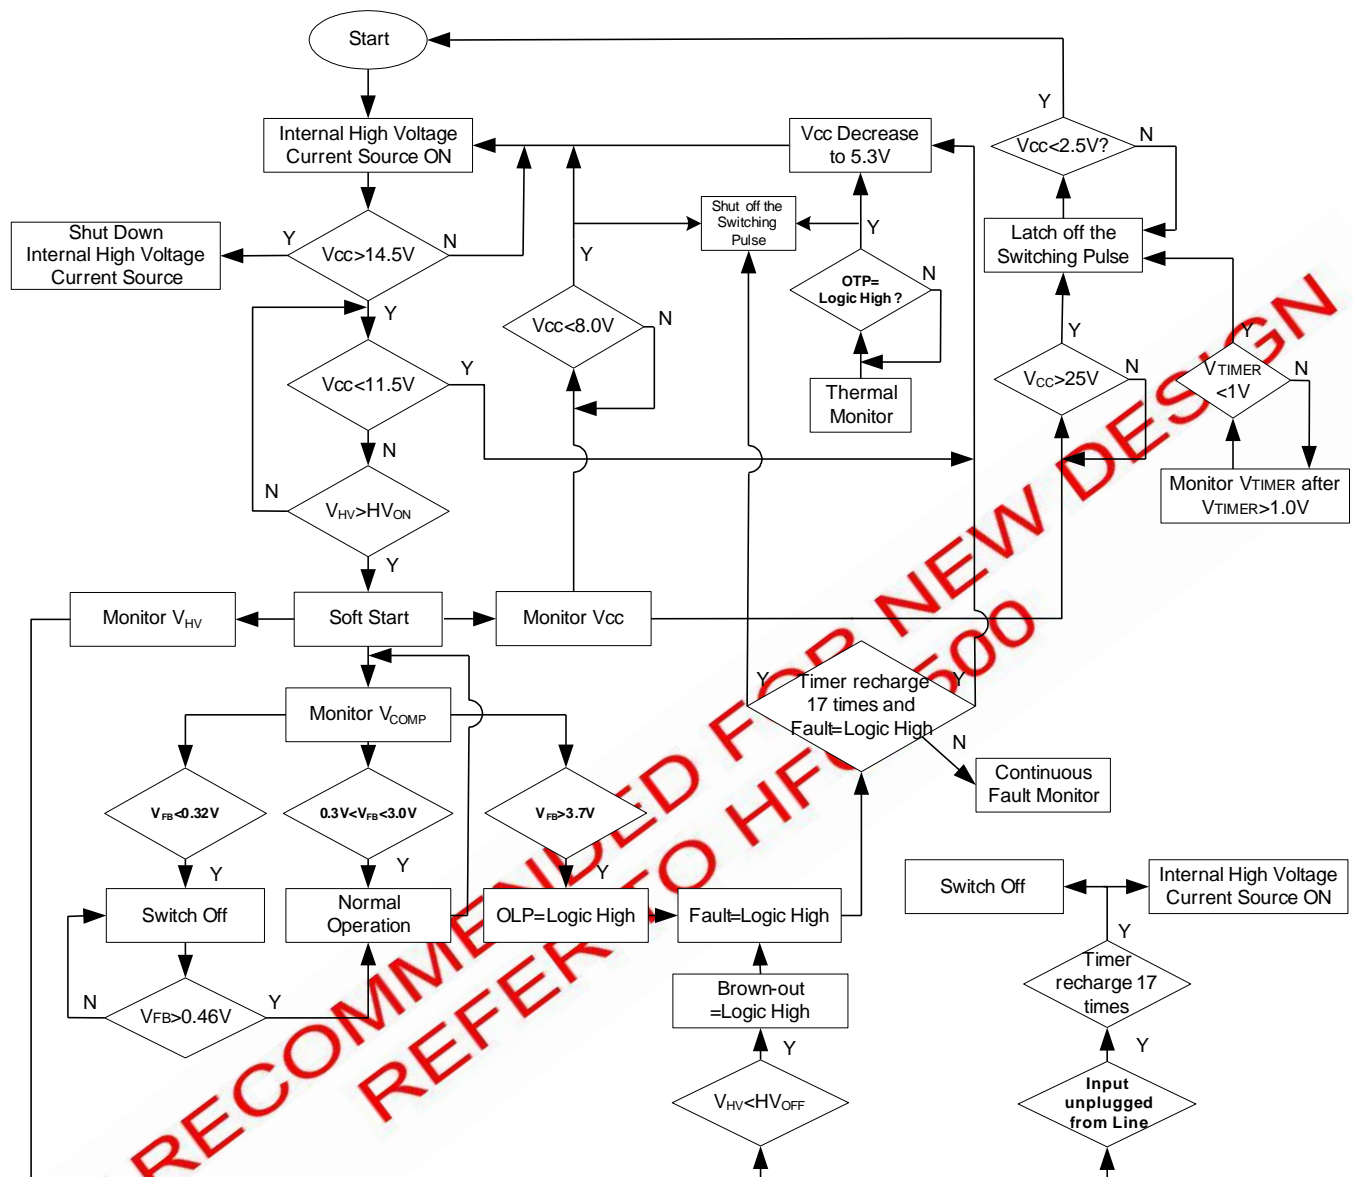 Start
Y
Internal High Voltage
Current Source ON
Vcc Decrease
to 5.3V
Vcc<2.5V?
N
Shut Down
Internal High Voltage
Current Source
Y
Vcc>14.5V
N
Shut off the
Switching
Pulse
Y
Latch off the
Switching Pulse
Y
OTP=
Logic High ?
N
Y
Vcc<8.0V
N
Y
Y
Vcc<11.5V
Y
Thermal
Monitor
VCC>25V
N
VTIMER
<1V
N
N
N
VHV>HVON
Y
Monitor VTIMER after
VTIMER>1.0V
Monitor VHV
Soft Start
Monitor Vcc
Monitor VCOMP
Y
Timer recharge
17 times and
Fault=Logic High
Y
N
Continuous
Fault Monitor
VFB<0.32V
0.3V<VFB<3.0V
VFB>3.7V
Y
Y
Y
Switch Off
Normal
Operation
OLP=Logic High
Fault=Logic High
Switch Off
Internal High Voltage
Current Source ON
Y
N
VFB>0.46V
Y
Brown-out
=Logic High
Timer
recharge 17
times
Y
Y
VHV<HVOFF
Input
unplugged
from Line
RECOMMENDED FOR NEW DESIGN
REFER TO HF 500